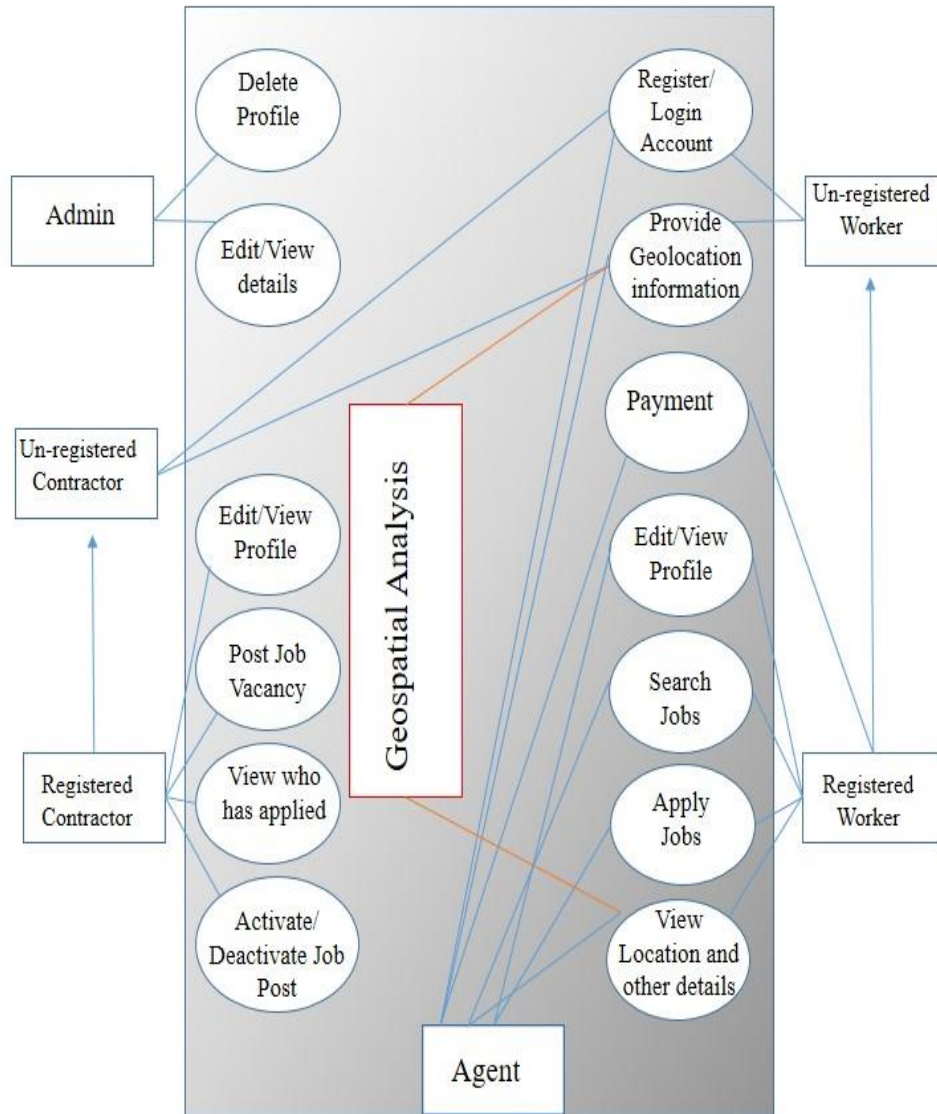 Delete
Profile
Register/
Login
Account
Admin
Un-registered
Worker
Edit/View
details
Provide
Geolocation
information
Payment
Un-registered
Contractor
Geospatial Analysis
Edit/View
Profile
Edit/View
Profile
Post Job
Vacancy
Search
Jobs
Registered
Contractor
View who
has applied
Apply
Jobs
Registered
Worker
Activate/
Deactivate Job
Post
View
Location and
other details
Agent